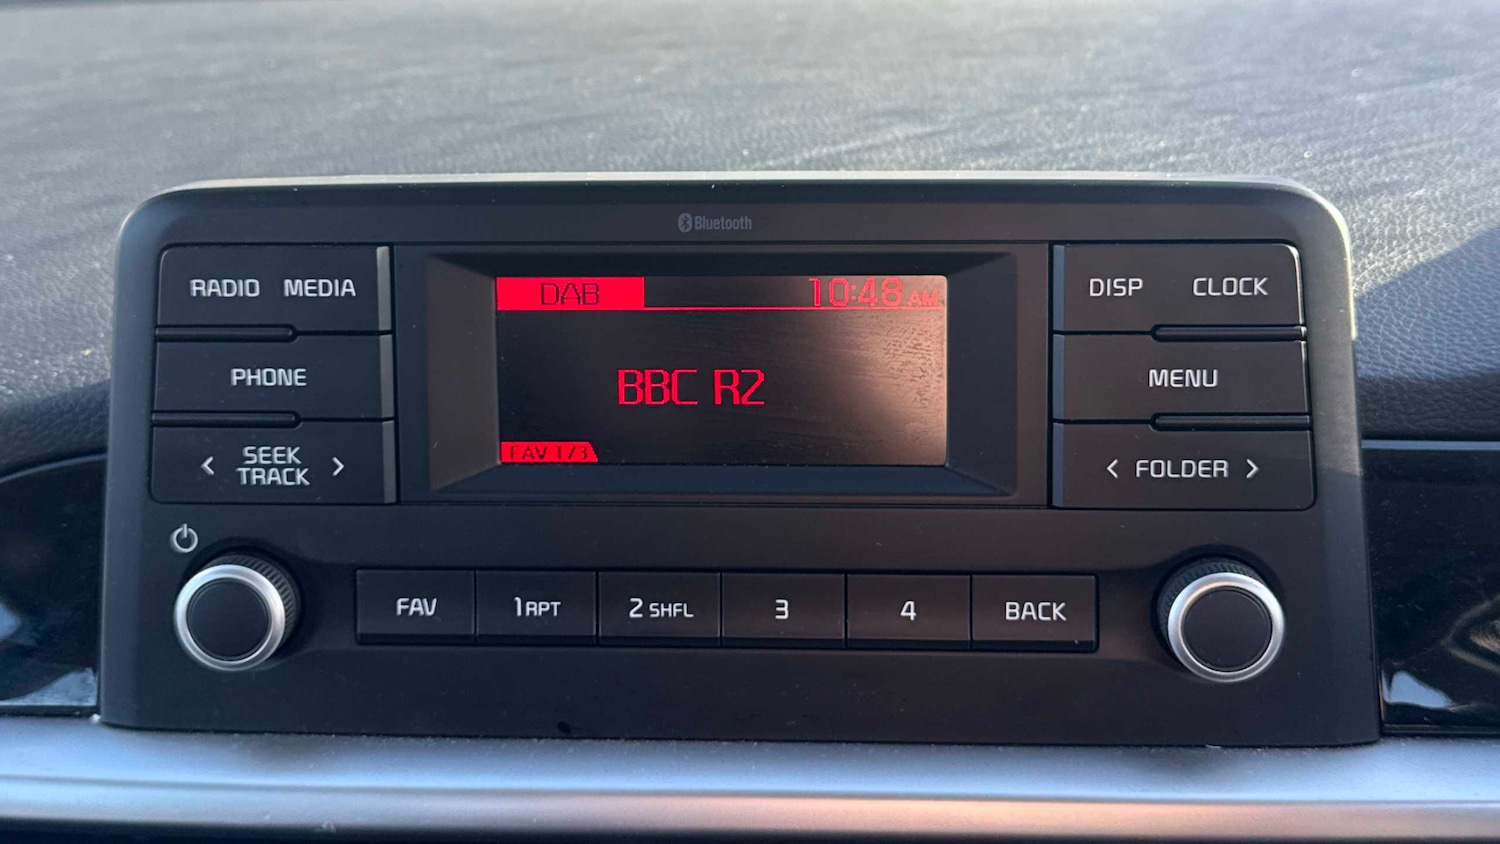 Bluetooth
RADIO MEDIA
PHONE
< SEEK TRACK >
DAB 10:48 AM
BBC R2
FAV 1/3
DISP CLOCK
MENU
< FOLDER >
FAV 1 RPT 2 SHFL 3 4 BACK